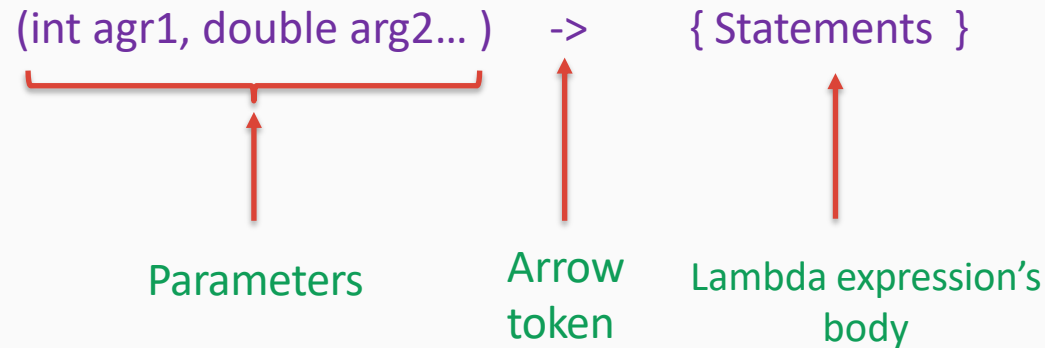 (int agr1, double arg2... ) -> { Statements }
Parameters
Arrow
token
Lambda expression's
body